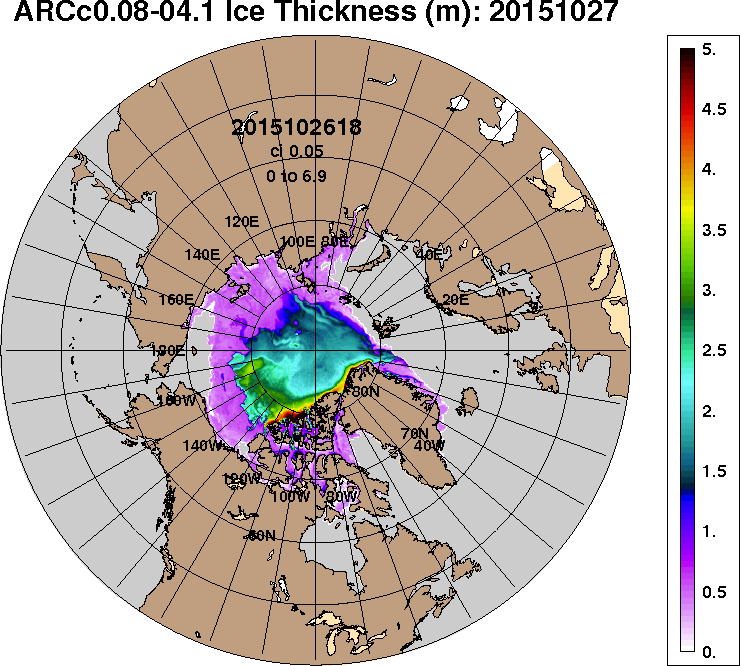 ARCc0.08-04.1 Ice Thickness (m): 20151027
5.
4.5
4.
3.5
3.
2.5
2.
1.5
1.
0.5
0.
2015102618
ci 0.05
0 to 6.9
120E
100E 80E
140E
40E
160E
20E
180E
160W
80N
140W
70N
40W
120W
100W 80W
60N